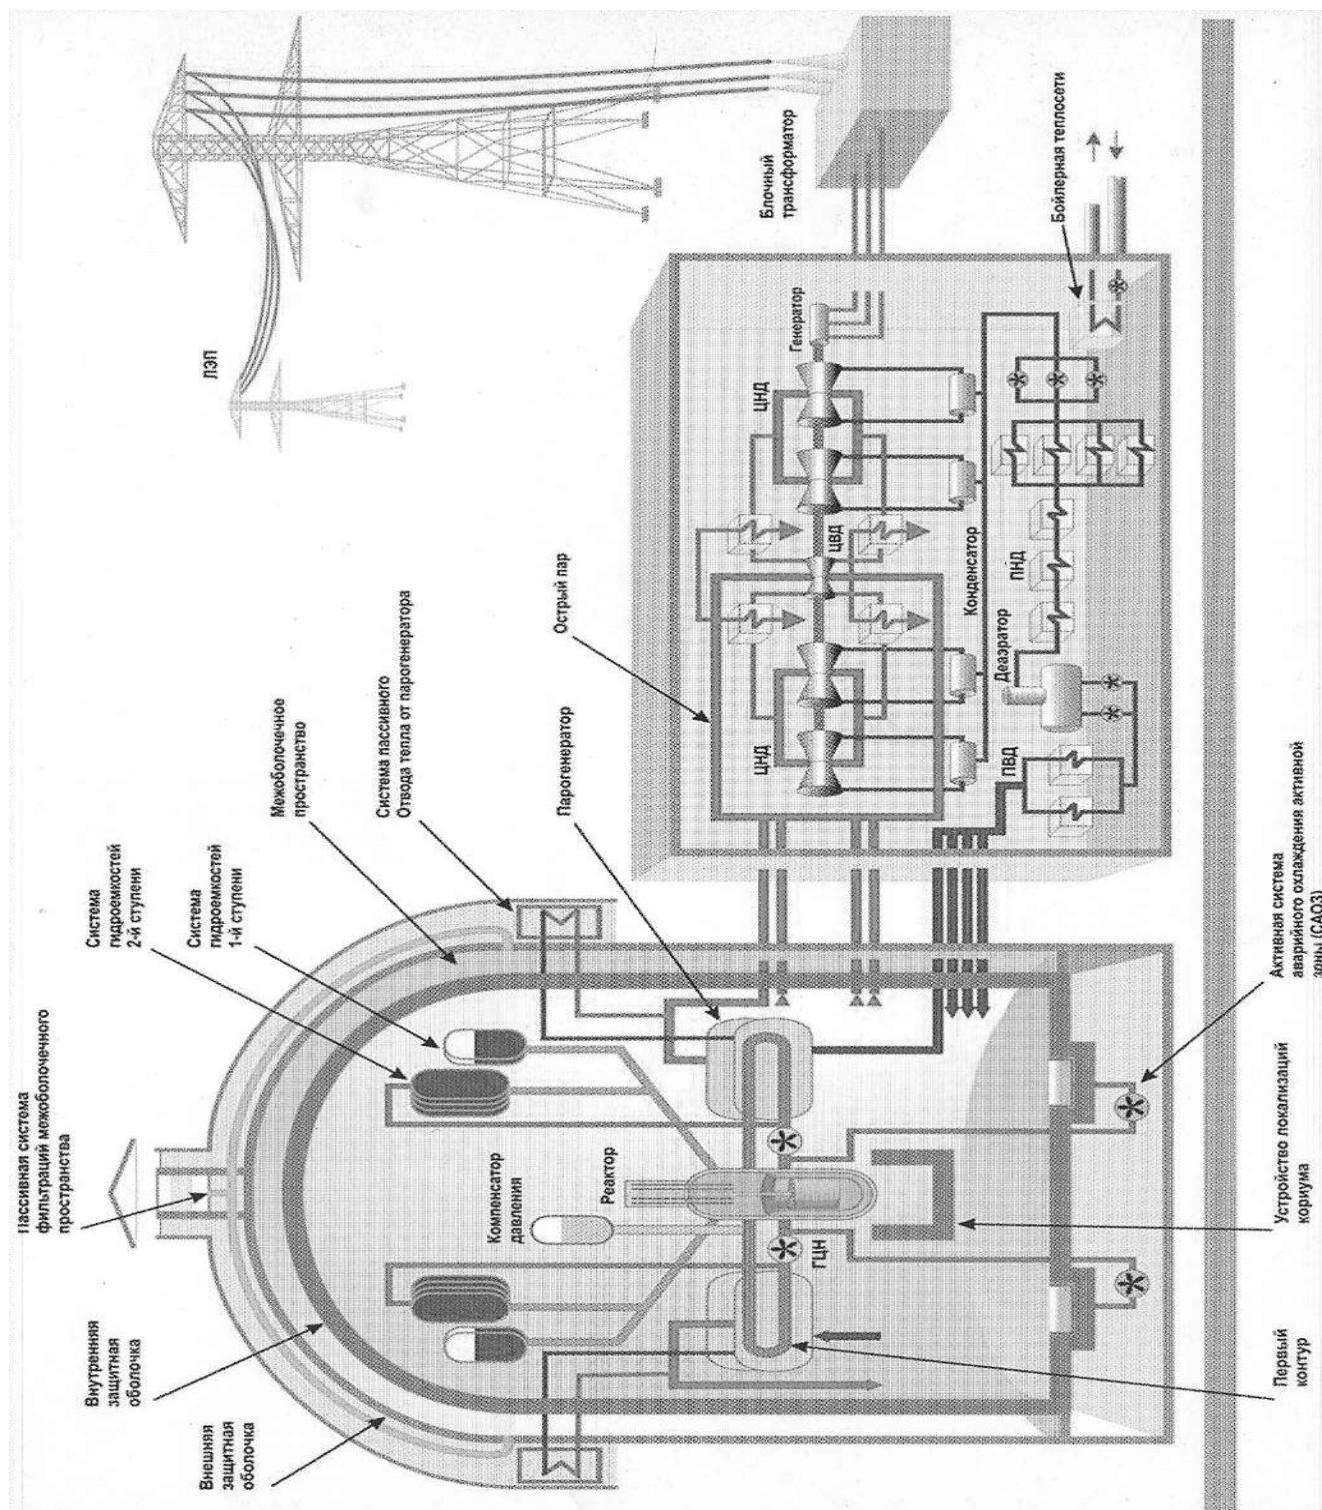 Пассивная система
фильтраций межоболочечного
пространства
Внутренняя
защитная
оболочка
Внешняя
защитная
оболочка
Система
гидроемкостей
2-й ступени
Система
гидроемкостей
1-й ступени
Межоболочечное
пространство
Система пассивного
Отвода тепла от парогенератора
Парогенератор
Острый пар
ЛЭП
Компенсатор
давления
Реактор
ГЦН
Блочный
трансформатор
Генератор
ЦНД
ЦВД
ЦНД
Конденсатор
Деаэратор
ПНД
ПВД
Бойлерная теплосети
Первый
контур
Устройство локализаций
кориума
Активная система
аварийного охлаждения активной
зоны (САОЗ)